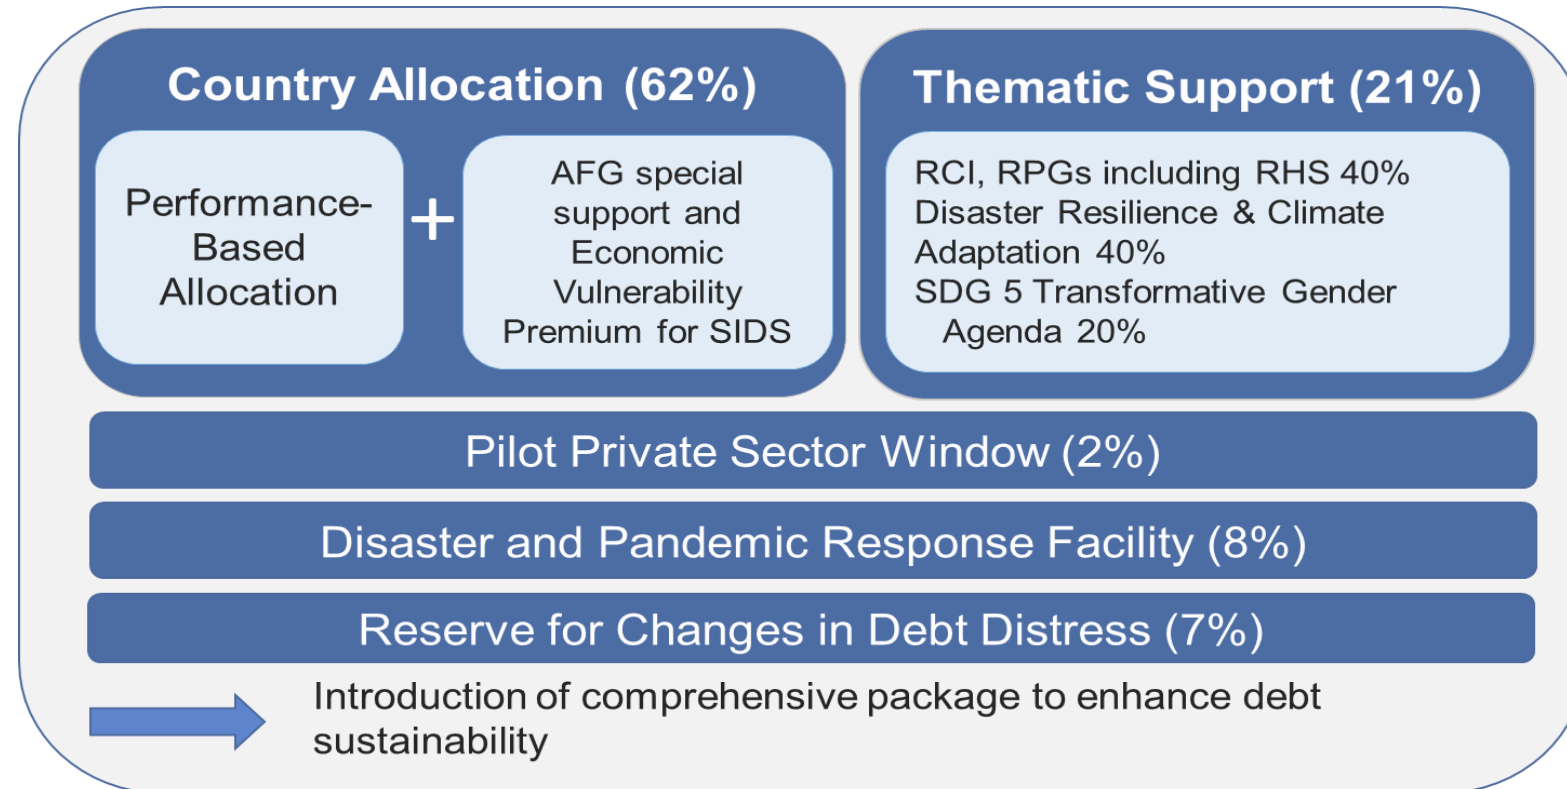 Country Allocation (62%)
Performance-
Based
Allocation
+
AFG special
support and
Economic
Vulnerability
Premium for SIDS
Thematic Support (21%)
RCI, RPGs including RHS 40%
Disaster Resilience & Climate
Adaptation 40%
SDG 5 Transformative Gender
Agenda 20%
Pilot Private Sector Window (2%)
Disaster and Pandemic Response Facility (8%)
Reserve for Changes in Debt Distress (7%)
Introduction of comprehensive package to enhance debt
sustainability